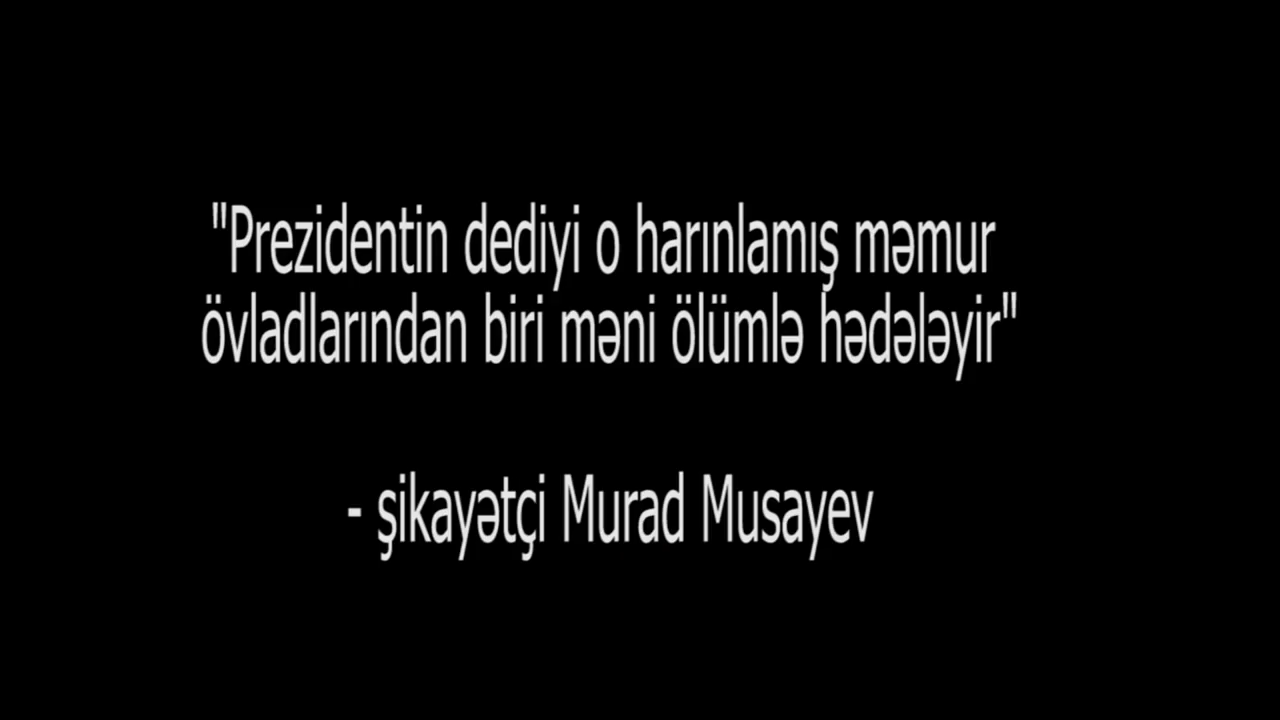 "Prezidentin dediyi o harınlamış məmur
övladlarından biri məni ölümlə hədələyir"
- şikayətçi Murad Musayev